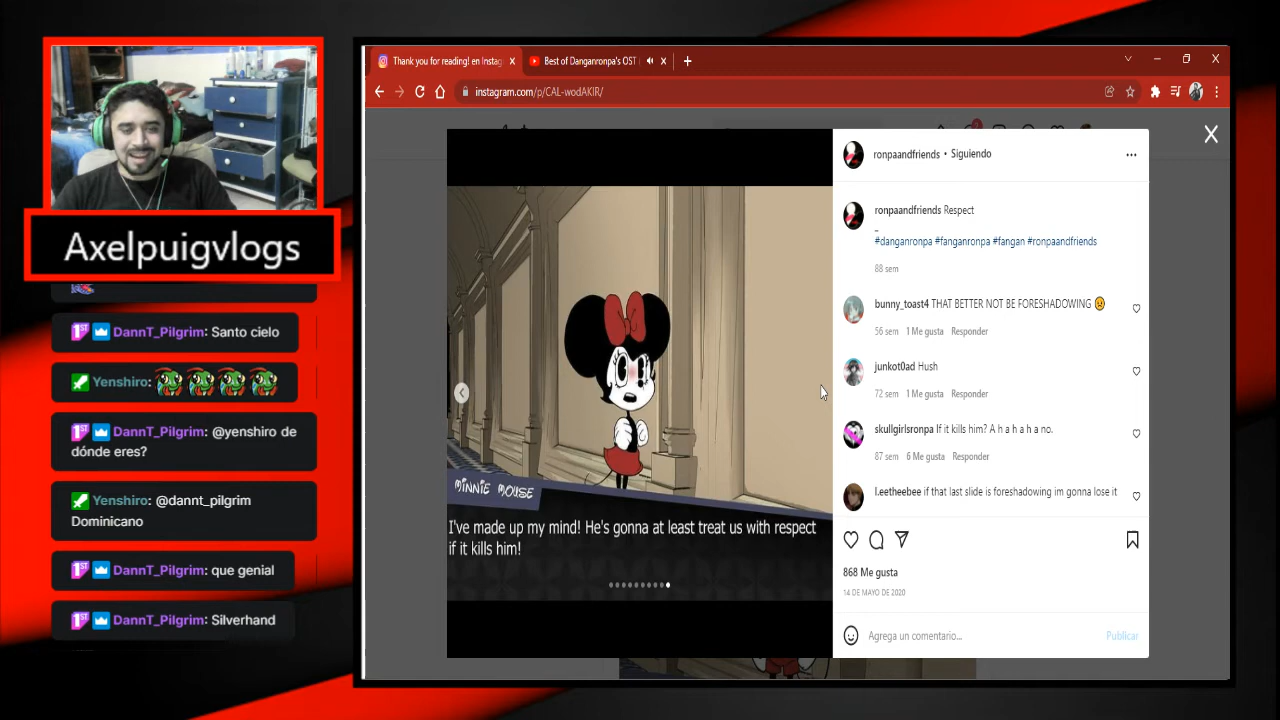 Axelpuigvlogs
DannT_Pilgrim: Santo cielo
Yenshiro:
DannT_Pilgrim: @yenshiro de
dónde eres?
Yenshiro: @dannt_pilgrim
Dominicano
DannT_Pilgrim: que genial
DannT_Pilgrim: Silverhand
Thank you for reading! en Instag
Best of Danganronpa's OST
instagram.com/p/CAL-wodAKIR/
MINNIE MOUSE
I've made up my mind! He's gonna at least treat us with respect
if it kills him!
ronpaandfriends • Siguiendo
ronpaandfriends Respect
_
#danganronpa #fanganronpa #fangan #ronpaandfriends
88 sem
bunny_toast4 THAT BETTER NOT BE FORESHADOWING
56 sem 1 Me gusta Responder
junkot0ad Hush
72 sem 1 Me gusta Responder
skullgirlsronpa If it kills him? A h a h a h a no.
87 sem 6 Me gusta Responder
l.eetheebee if that last slide is foreshadowing im gonna lose it
868 Me gusta
14 DE MAYO DE 2020
Agrega un comentario...
Publicar